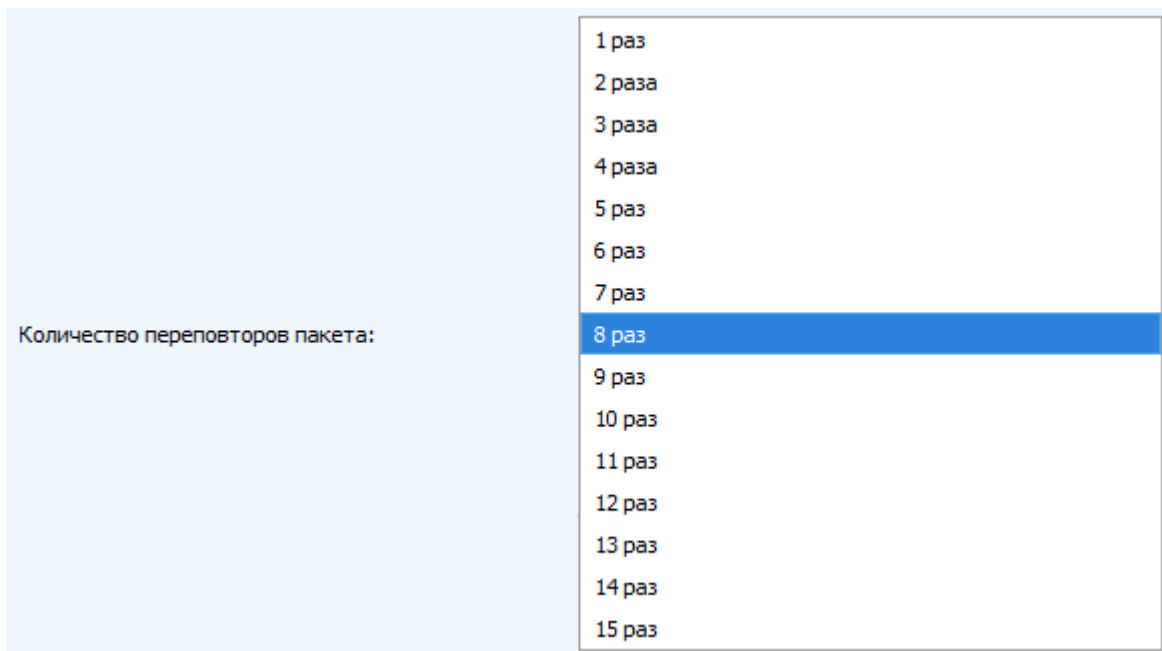 1 раз
2 раза
3 раза
4 раза
5 раз
6 раз
7 раз
Количество переповторов пакета:
8 раз
9 раз
10 раз
11 раз
12 раз
13 раз
14 раз
15 раз